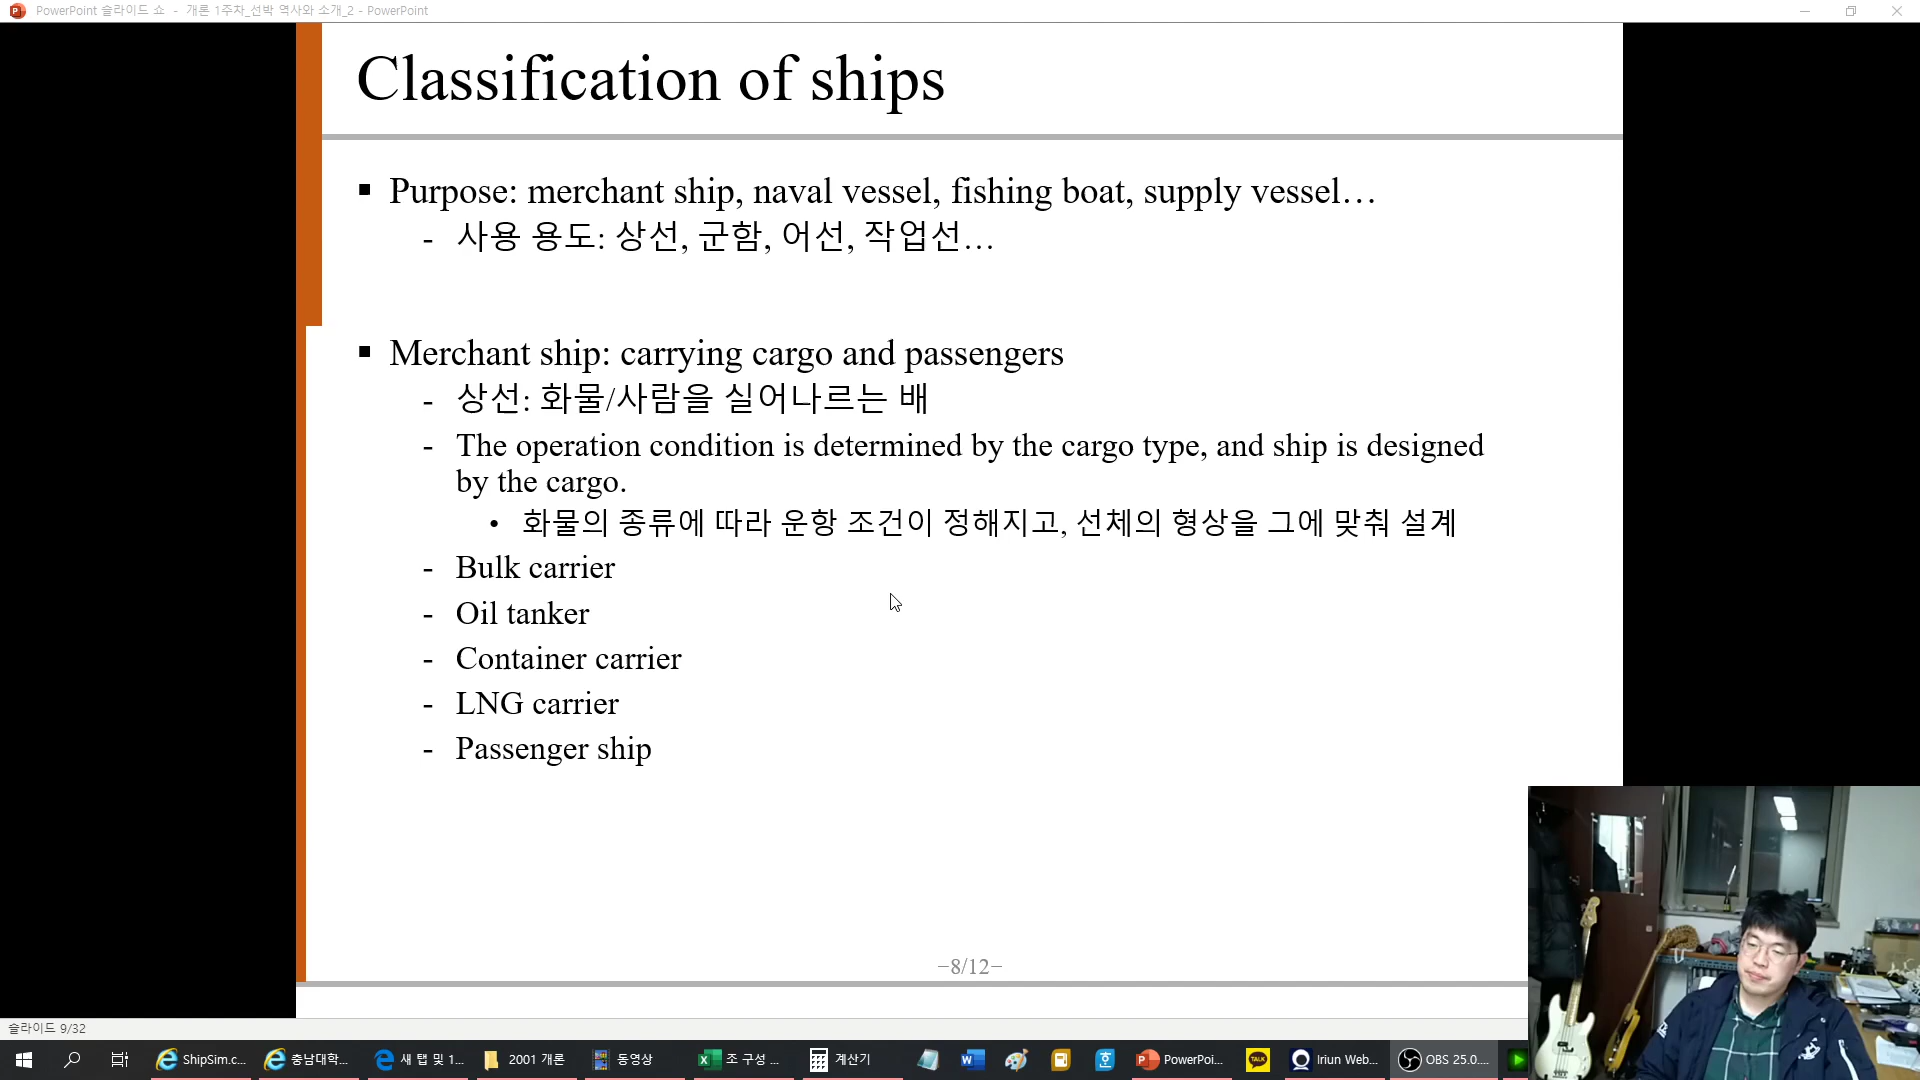 PowerPoint 슬라이드 쇼 - 개론 1주차_선박 역사와 소개_2 - PowerPoint
Classification of ships
▪ Purpose: merchant ship, naval vessel, fishing boat, supply vessel…
- 사용 용도: 상선, 군함, 어선, 작업선…
▪ Merchant ship: carrying cargo and passengers
- 상선: 화물/사람을 실어나르는 배
- The operation condition is determined by the cargo type, and ship is designed
by the cargo.
• 화물의 종류에 따라 운항 조건이 정해지고, 선체의 형상을 그에 맞춰 설계
- Bulk carrier
- Oil tanker
- Container carrier
- LNG carrier
- Passenger ship
−8/12−
슬라이드 9/32
ShipSim.c... 충남대학... 새 탭 및 1... 2001 개론 동영상 조 구성 ... 계산기 TALK PowerPoi... Iriun Web... OBS 25.0....